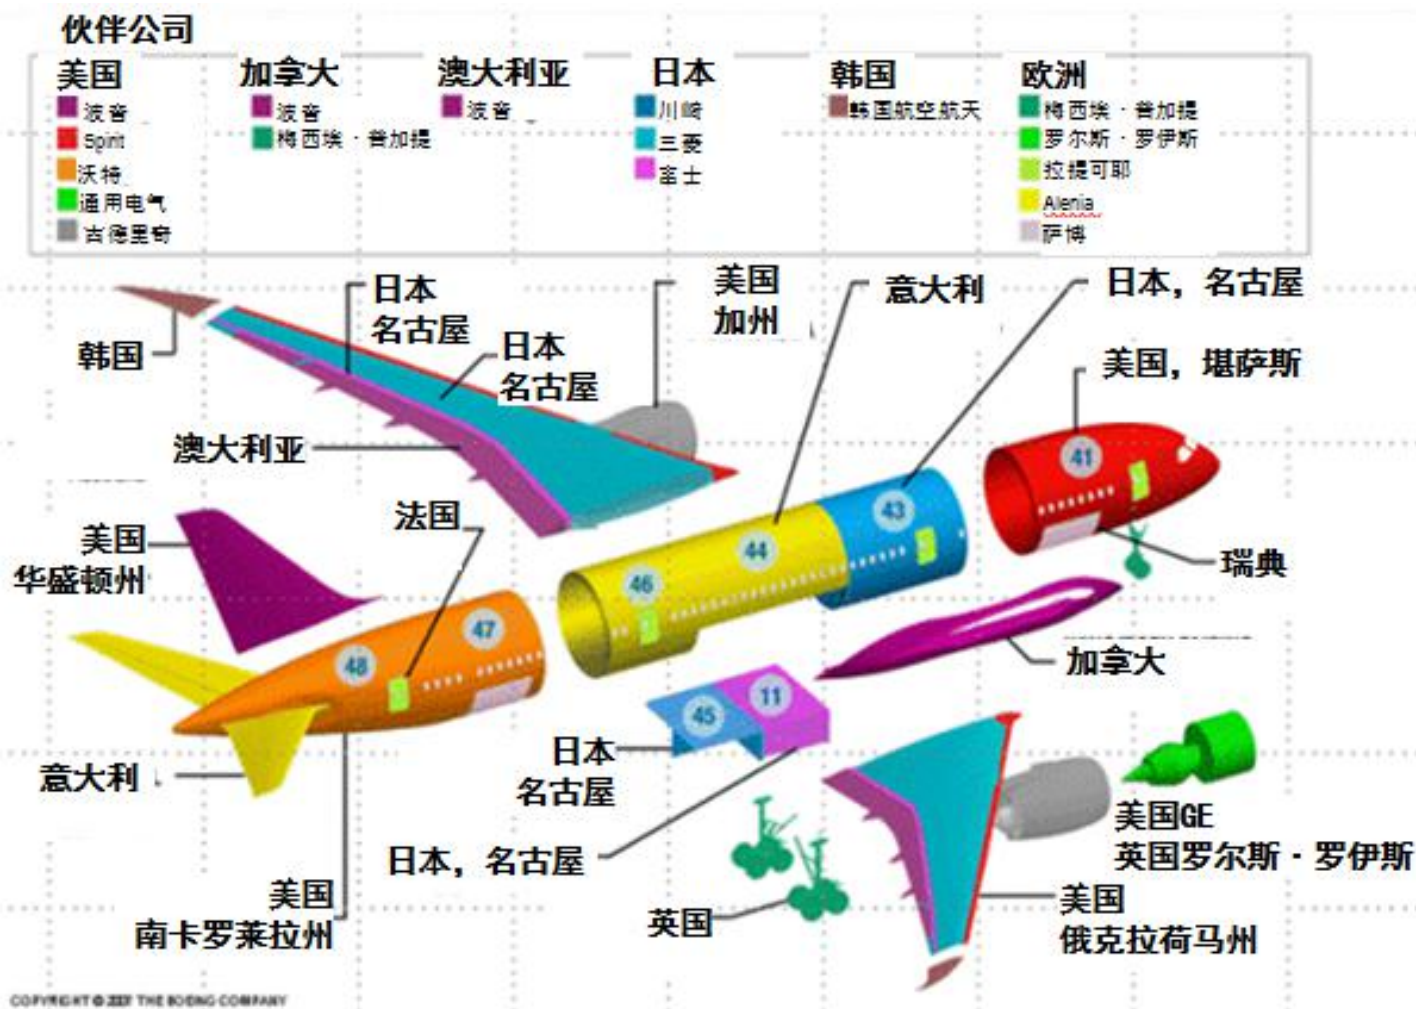 伙伴公司
美国
波音
Spirit
沃特
通用电气
古德里奇
加拿大
波音
梅西埃·普加提
澳大利亚
波音
日本
川崎
三菱
富士
韩国
韩国航空航天
欧洲
梅西埃·普加提
罗尔斯·罗伊斯
拉提可耶
Alenia
萨博
日本
名古屋
美国
加州
意大利
日本，名古屋
韩国
日本
名古屋
美国，堪萨斯
澳大利亚
41
法国
43
美国
华盛顿州
44
瑞典
46
47
48
加拿大
45
11
意大利
日本
名古屋
美国GE
英国罗尔斯·罗伊斯
日本，名古屋
美国
南卡罗莱拉州
英国
美国
俄克拉荷马州
COPYRIGHT © 2007 THE BOEING COMPANY